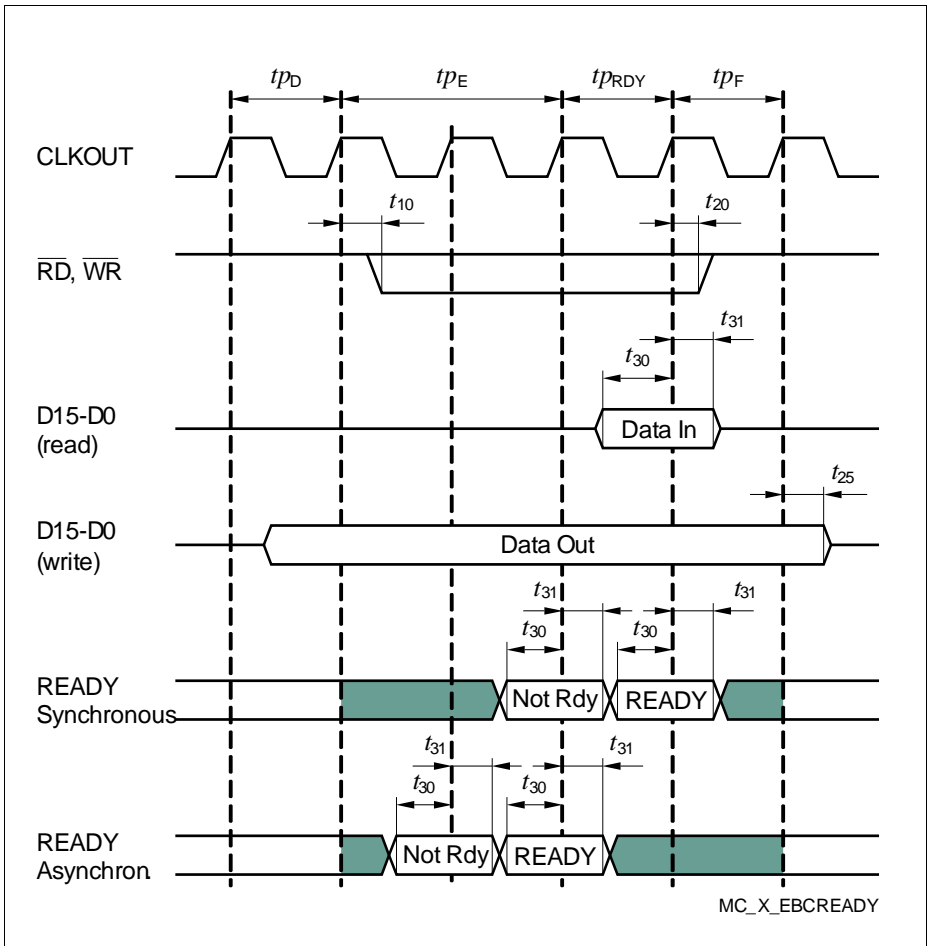 tpD tpE tpRDY tpF
CLKOUT
t10 t20
RD, WR
t31
t30
D15-D0
(read)
Data In
t25
D15-D0
(write)
Data Out
t31 t31
t30 t30
READY
Synchronous
Not Rdy READY
t31 t31
t30 t30
READY
Asynchron.
Not Rdy READY
MC_X_EBCREADY